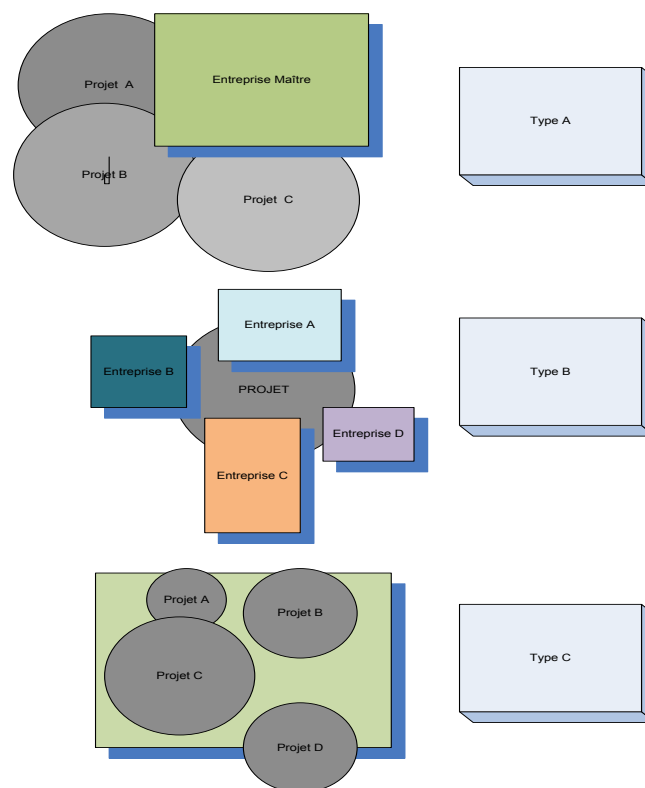 Projet A
Entreprise Maître
Type A
Projet B
Projet C
Entreprise A
Type B
Entreprise B
PROJET
Entreprise D
Entreprise C
Projet A
Projet B
Type C
Projet C
Projet D